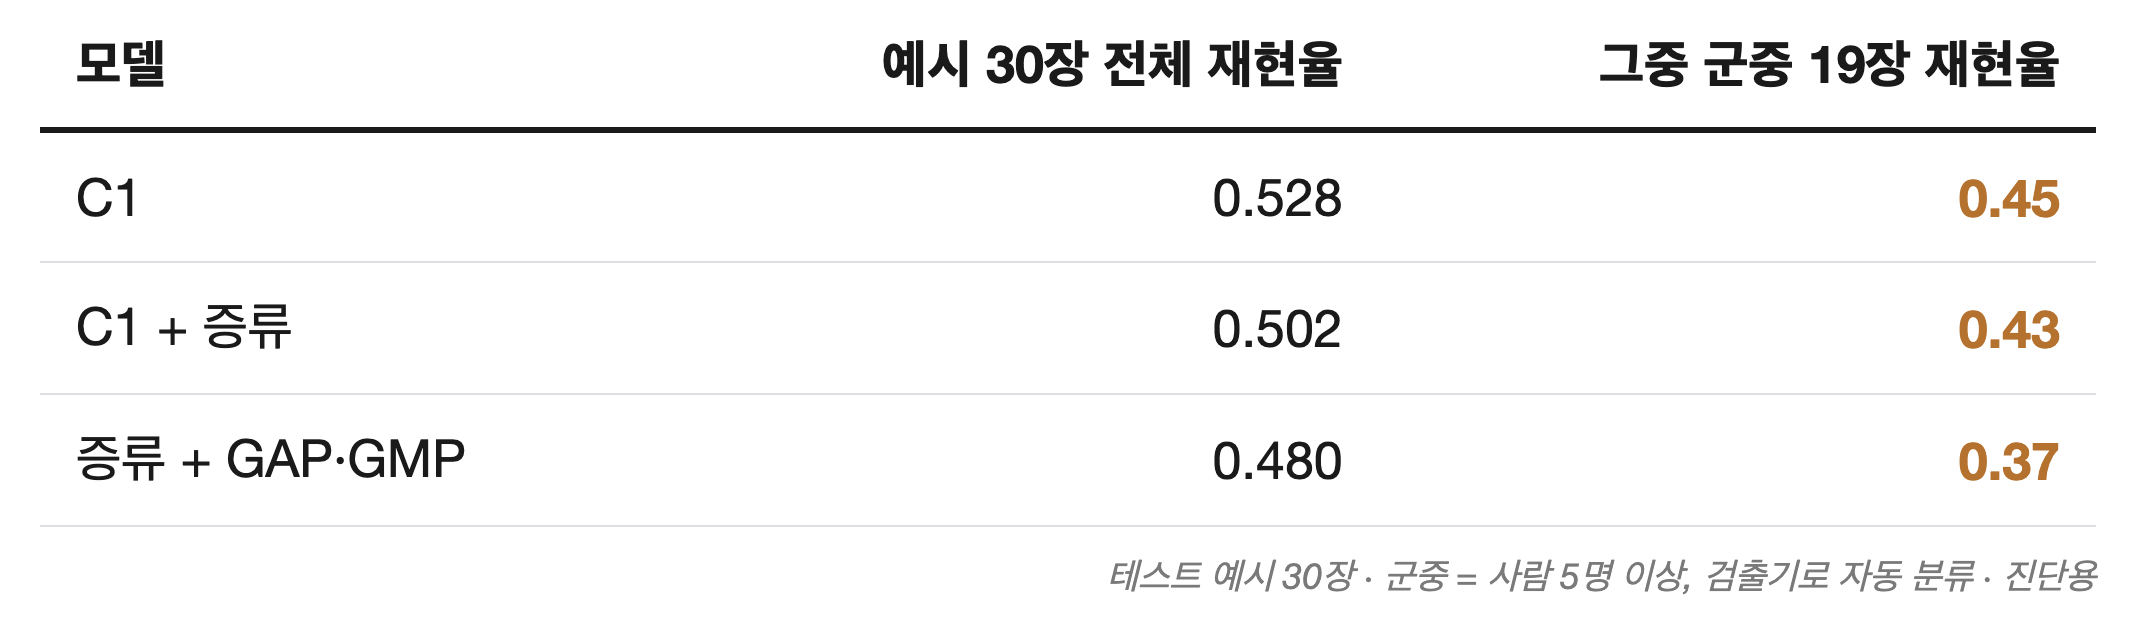 모델 예시 30장 전체 재현율 그중 군중 19장 재현율
C1 0.528 0.45
C1 + 증류 0.502 0.43
증류 + GAP·GMP 0.480 0.37
테스트 예시 30장 · 군중 = 사람 5명 이상, 검출기로 자동 분류 · 진단용